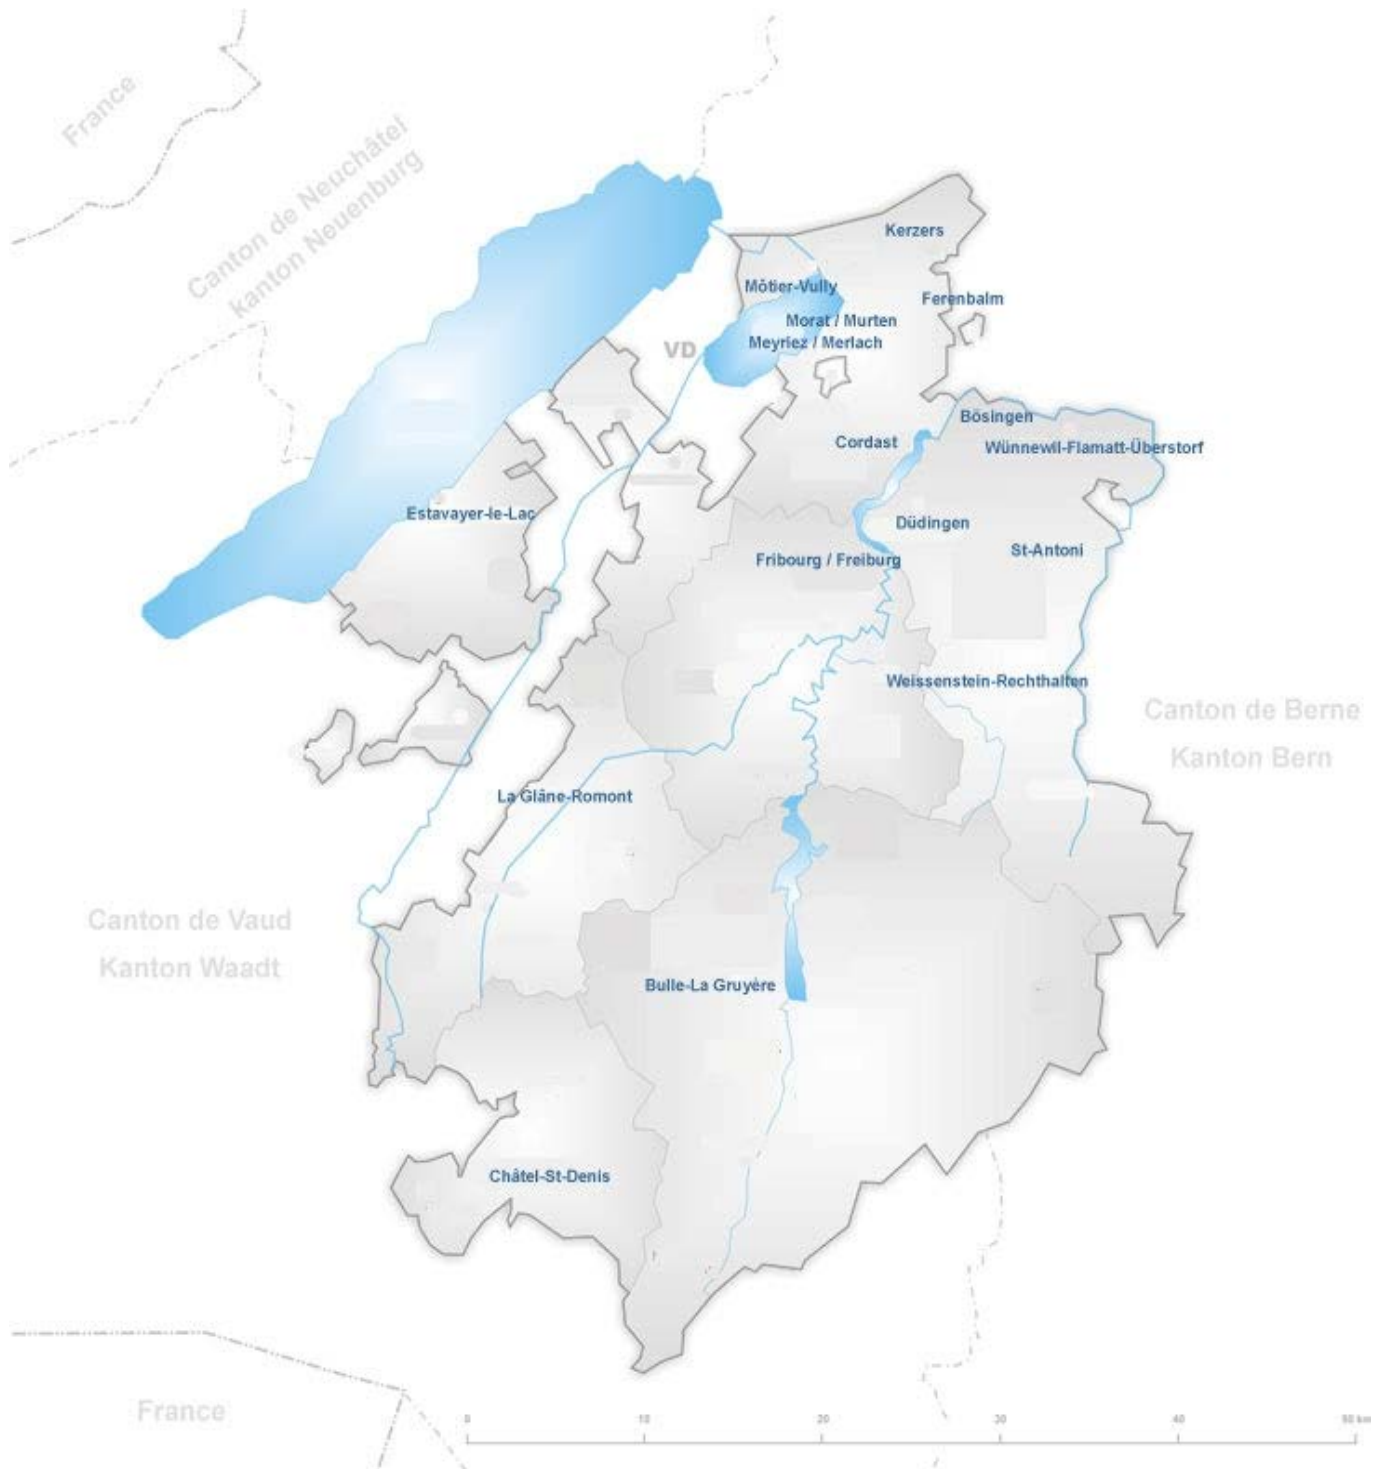 France
Canton de Neuchâtel
kanton Neuenburg
Kerzers
Môtier-Vully
Ferenbalm
Morat / Murten
VD
Meyriez / Merlach
Bösingen
Cordast
Wünnewil-Flamatt-Überstorf
Estavayer-le-Lac
Düdingen
St-Antoni
Fribourg / Freiburg
Weissenstein-Rechthalten
Canton de Berne
Kanton Bern
La Glâne-Romont
Canton de Vaud
Kanton Waadt
Bulle-La Gruyère
Châtel-St-Denis
France
0 10 20 30 40 50 km